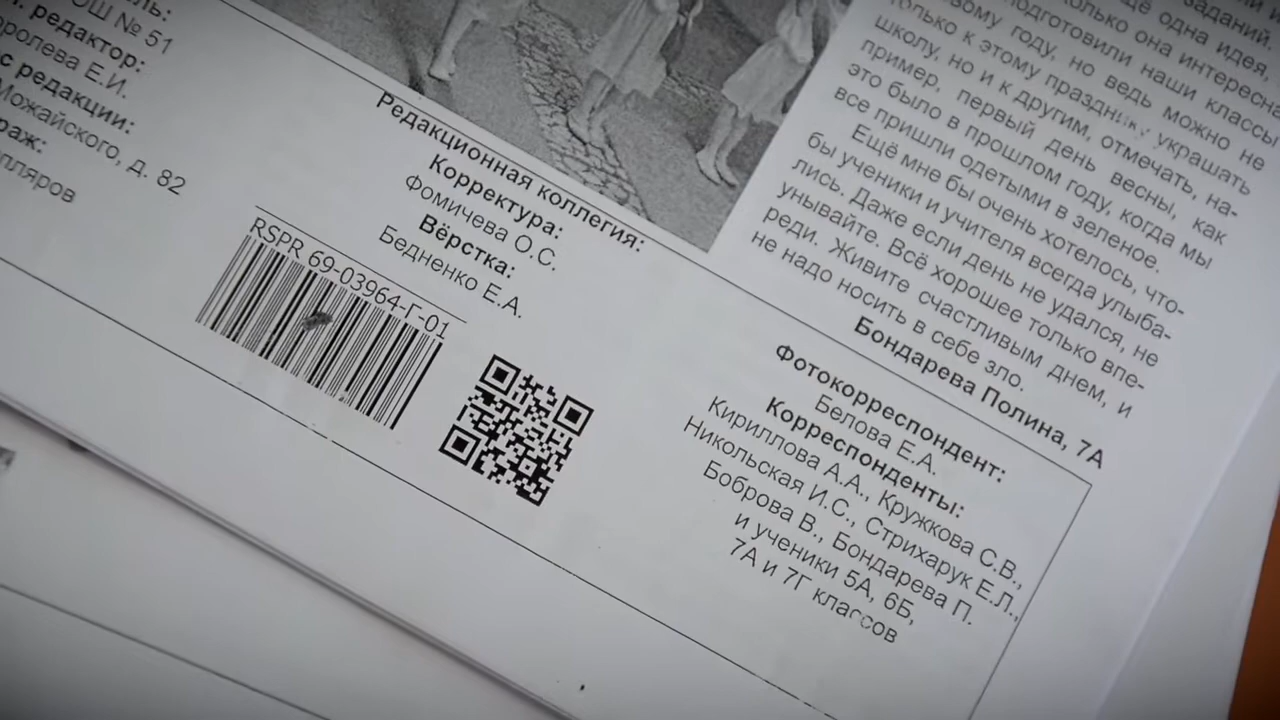 ОШ № 51
редактор:
Е.И.
редакции:
Можайского, д. 82
Редакционная коллегия:
Корректура:
Фомичева О.С.
Вёрстка:
Бедненко Е.А.
RSPR 69-03964-Г-01
ещё одна идея,
только она интересн
подготовили наши классы
году, но ведь можно не
только к этому празднику украшать
школу, но и к другим, отмечать, на-
пример, первый день весны, как
это было в прошлом году, когда мы
все пришли одетыми в зеленое.
Ещё мне бы очень хотелось, что-
бы ученики и учителя всегда улыба-
лись. Даже если день не удался, не
унывайте. Всё хорошее только впе-
реди. Живите счастливым днем, и
не надо носить в себе зло.
Бондарева Полина, 7А
Фотокорреспондент:
Белова Е.А.
Корреспонденты:
Кириллова А.А., Кружкова С.В.,
Никольская И.С., Стрихарук Е.Л.,
Боброва В., Бондарева П.
и ученики 5А, 6Б,
7А и 7Г классов